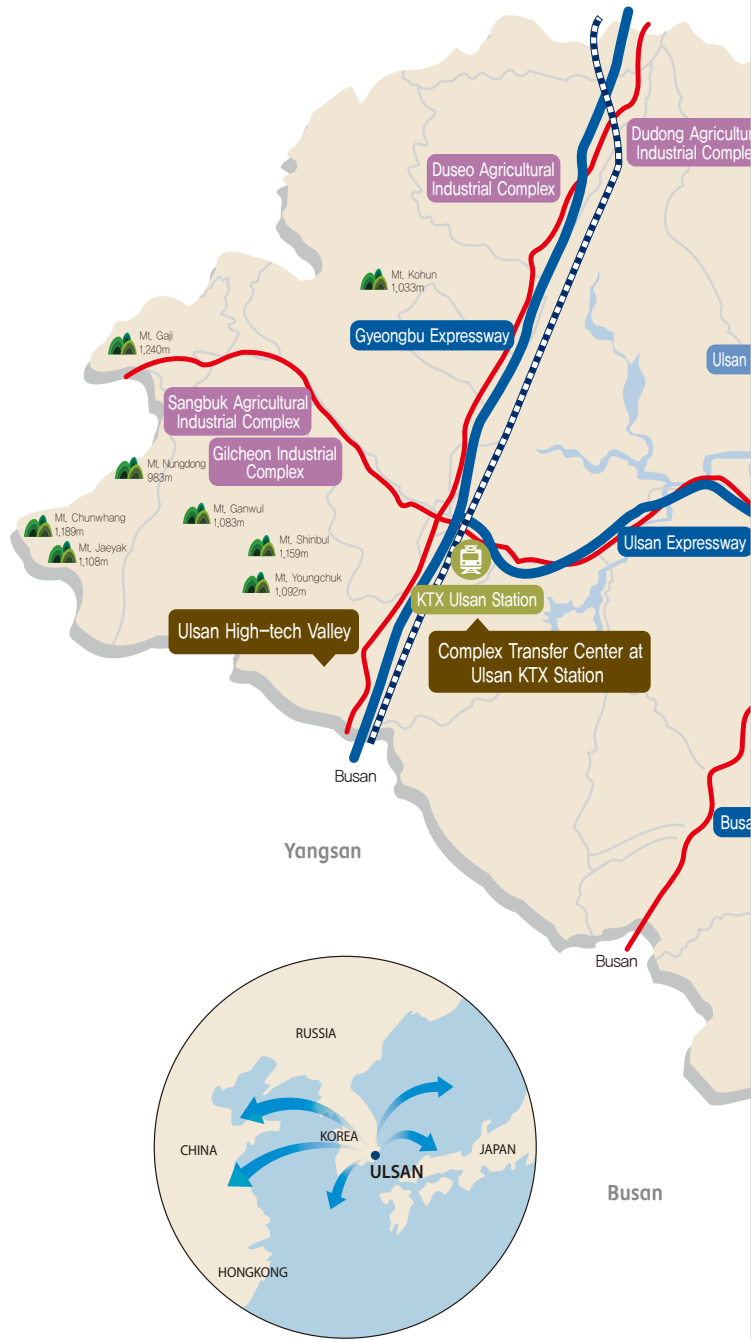 Dudong Agricultur
Industrial Comple
Duseo Agricultural
Industrial Complex
Mt. Kohun
1,033m
Gyeongbu Expressway
Mt. Gaji
1,240m
Ulsan
Sangbuk Agricultural
Industrial Complex
Gilcheon Industrial
Complex
Mt. Nungdong
983m
Mt. Ganwul
1,083m
Mt. Chunwhang
1,189m
Mt. Jaeyak
1,108m
Mt. Shinbul
1,159m
Ulsan Expressway
Mt. Youngchuk
1,092m
KTX Ulsan Station
Ulsan High-tech Valley
Complex Transfer Center at
Ulsan KTX Station
Busan
Busa
Yangsan
Busan
RUSSIA
KOREA
CHINA
JAPAN
ULSAN
Busan
HONGKONG